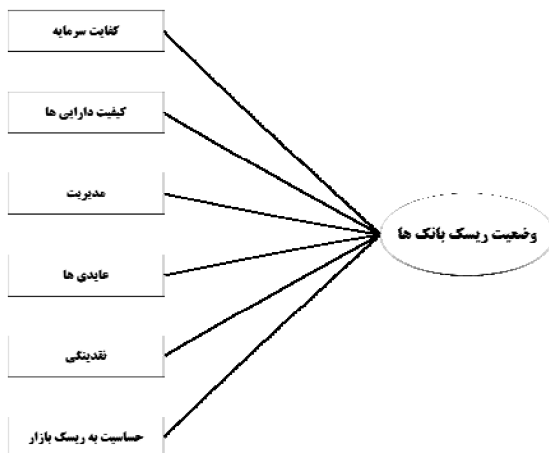 کفایت سرمایه
کیفیت دارایی ها
مدیریت
وضعیت ریسک بانک ها
عایدی ها
نقدینگی
حساسیت به ریسک بازار